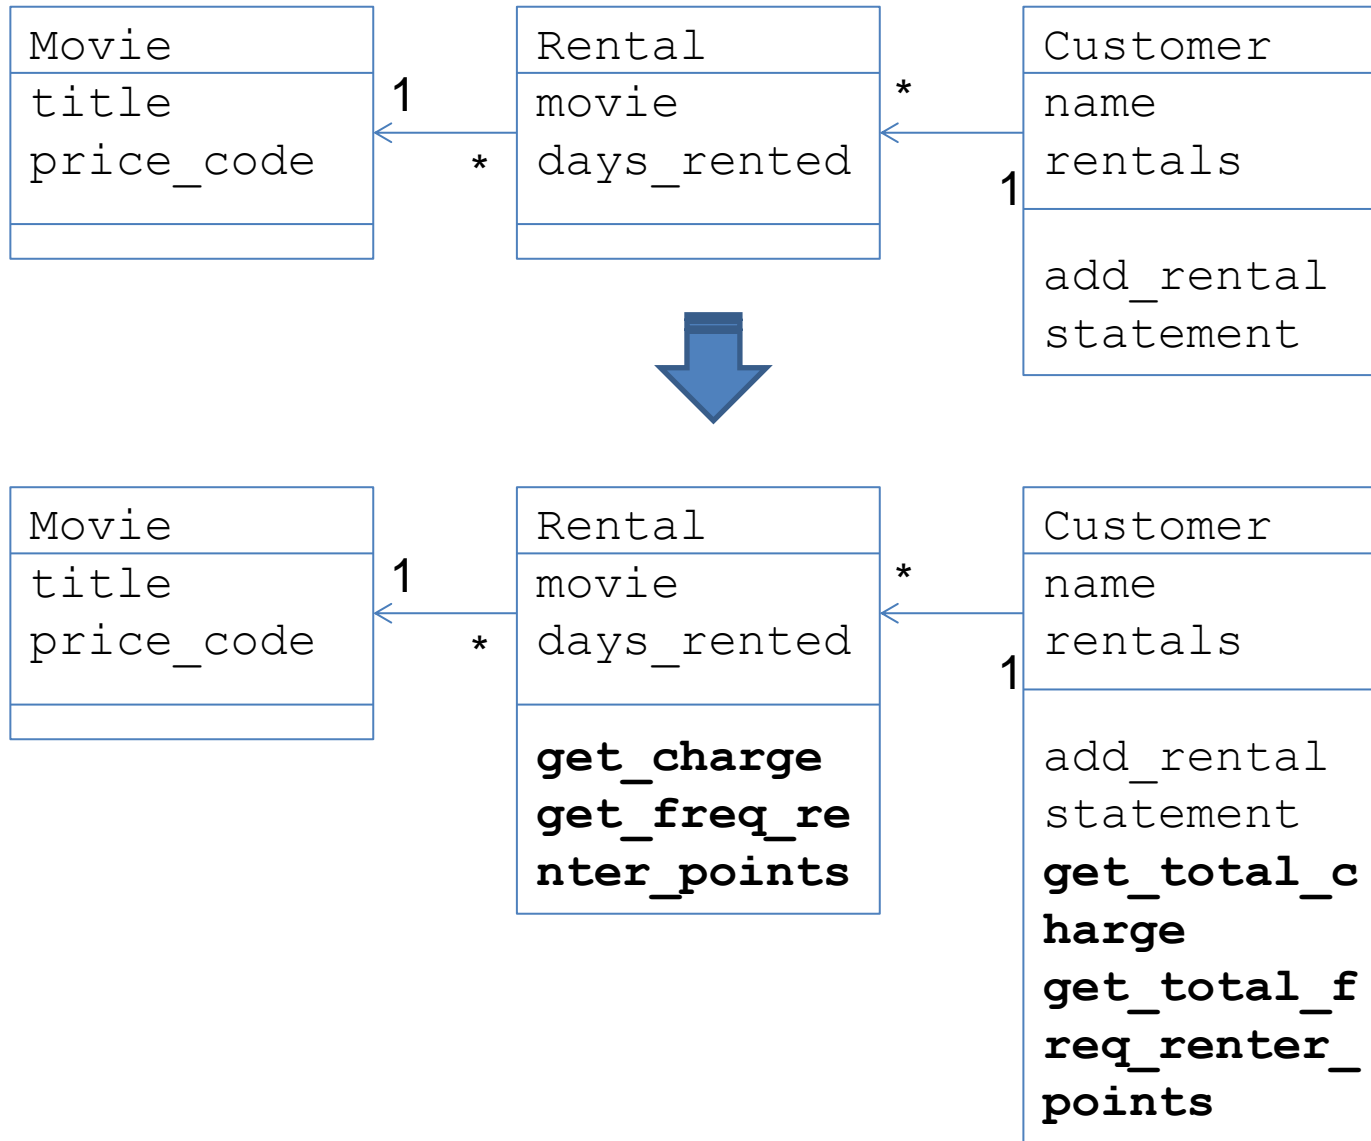 Movie
title
price_code
1
*
Rental
movie
days_rented
*
1
Customer
name
rentals
add_rental
statement
Movie
title
price_code
1
*
Rental
movie
days_rented
get_charge
get_freq_re
nter_points
*
1
Customer
name
rentals
add_rental
statement
get_total_c
harge
get_total_f
req_renter_
points